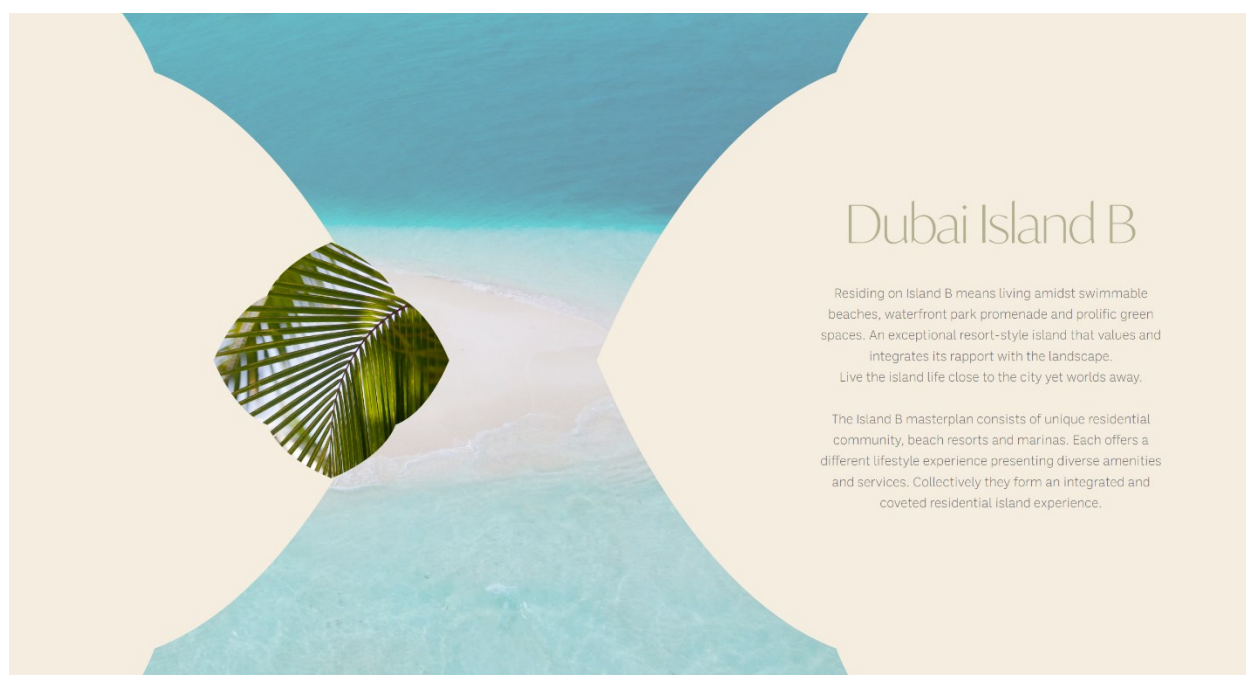 Dubai Island B
Residing on Island B means living amidst swimmable
beaches, waterfront park promenade and prolific green
spaces. An exceptional resort-style island that values and
integrates its rapport with the landscape.
Live the island life close to the city yet worlds away.
The Island B masterplan consists of unique residential
community, beach resorts and marinas. Each offers a
different lifestyle experience presenting diverse amenities
and services. Collectively they form an integrated and
coveted residential island experience.